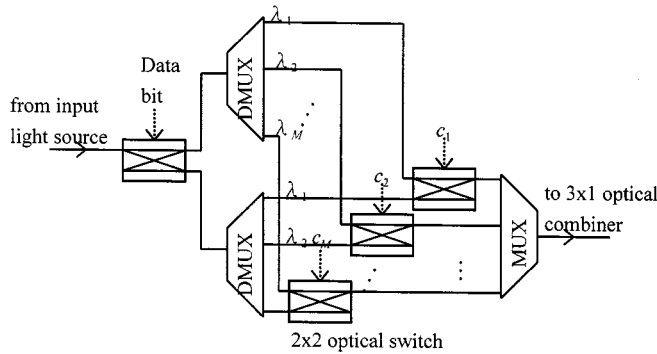 Data
bit
from input
light source
DMUX
λ1
λ2
λM
DMUX
λ1
λ2
c1
c2
cM
MUX
to 3x1 optical
combiner
2x2 optical switch